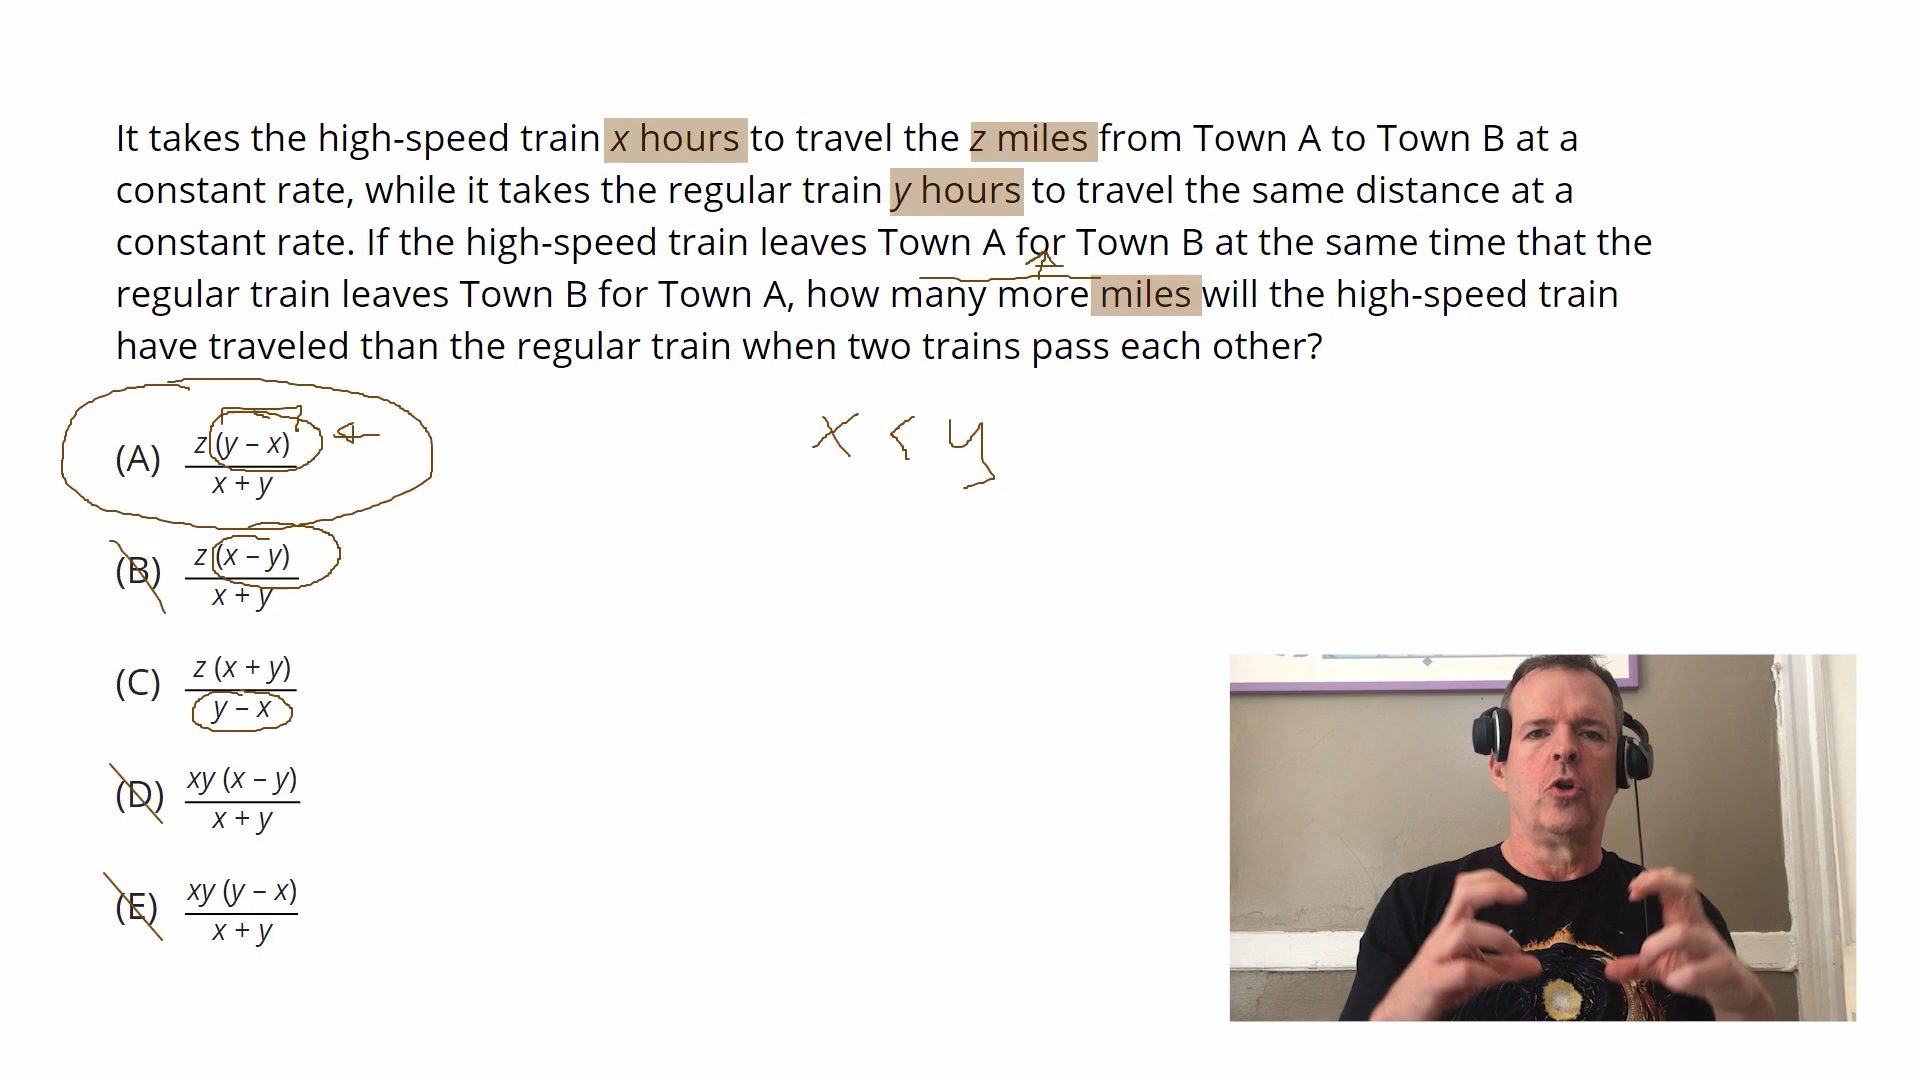 It takes the high-speed train x hours to travel the z miles from Town A to Town B at a
constant rate, while it takes the regular train y hours to travel the same distance at a
constant rate. If the high-speed train leaves Town A for Town B at the same time that the
regular train leaves Town B for Town A, how many more miles will the high-speed train
have traveled than the regular train when two trains pass each other?
x < y
(A) z (y – x)
x + y
(B) z (x – y)
x + y
(C) z (x + y)
y – x
(D) xy (x – y)
x + y
(E) xy (y – x)
x + y